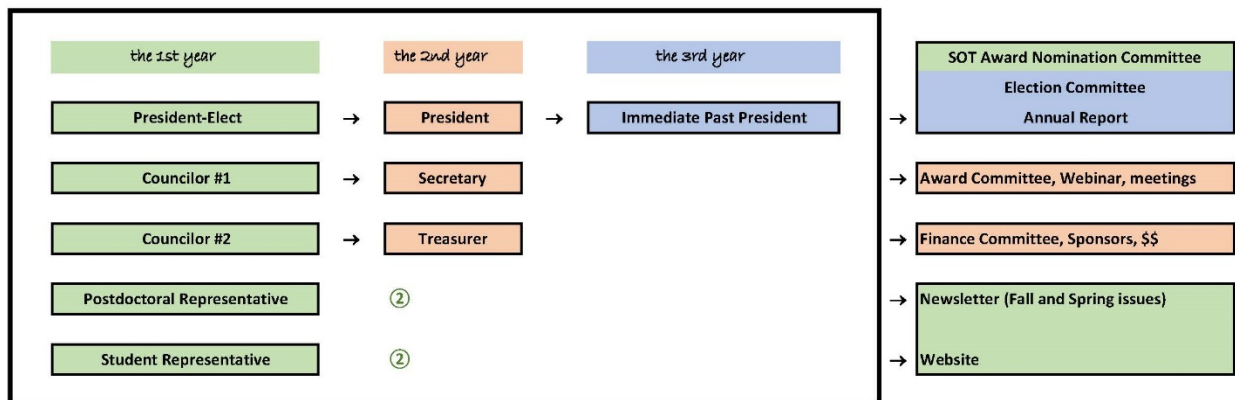 the 1st year
the 2nd year
the 3rd year
SOT Award Nomination Committee
Election Committee
President-Elect → President → Immediate Past President → Annual Report
Councilor #1 → Secretary → Award Committee, Webinar, meetings
Councilor #2 → Treasurer → Finance Committee, Sponsors, $$
Postdoctoral Representative ② → Newsletter (Fall and Spring issues)
Student Representative ② → Website